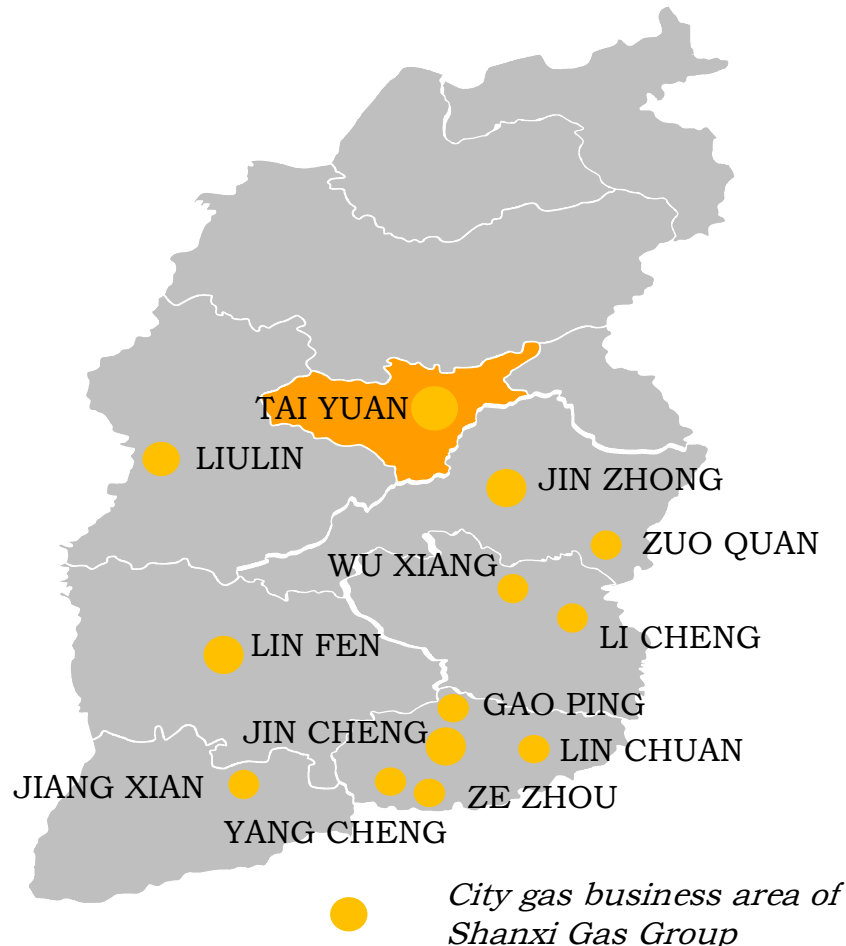 TAI YUAN
LIULIN
JIN ZHONG
ZUO QUAN
WU XIANG
LI CHENG
LIN FEN
GAO PING
JIN CHENG
LIN CHUAN
JIANG XIAN
ZE ZHOU
YANG CHENG
City gas business area of
Shanxi Gas Group